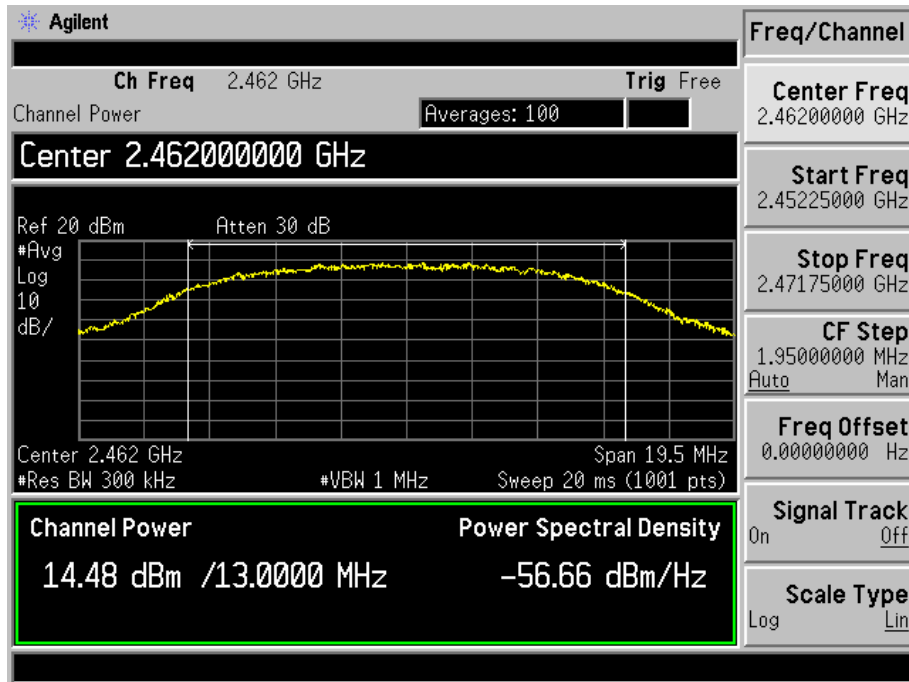 Agilent
Ch Freq 2.462 GHz Trig Free
Channel Power Averages: 100
Center 2.462000000 GHz
Ref 20 dBm Atten 30 dB
#Avg
Log
10
dB/
Center 2.462 GHz Span 19.5 MHz
#Res BW 300 kHz #VBW 1 MHz Sweep 20 ms (1001 pts)
Channel Power Power Spectral Density
14.48 dBm /13.0000 MHz -56.66 dBm/Hz
Freq/Channel
Center Freq
2.46200000 GHz
Start Freq
2.45225000 GHz
Stop Freq
2.47175000 GHz
CF Step
1.95000000 MHz
Auto Man
Freq Offset
0.00000000 Hz
Signal Track
On Off
Scale Type
Log Lin